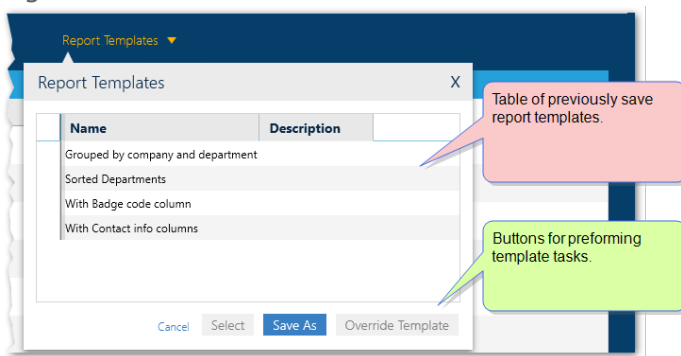 Report Templates ▼
Report Templates X
Name Description
Grouped by company and department
Sorted Departments
With Badge code column
With Contact info columns
Cancel Select Save As Override Template
Table of previously save
report templates.
Buttons for preforming
template tasks.